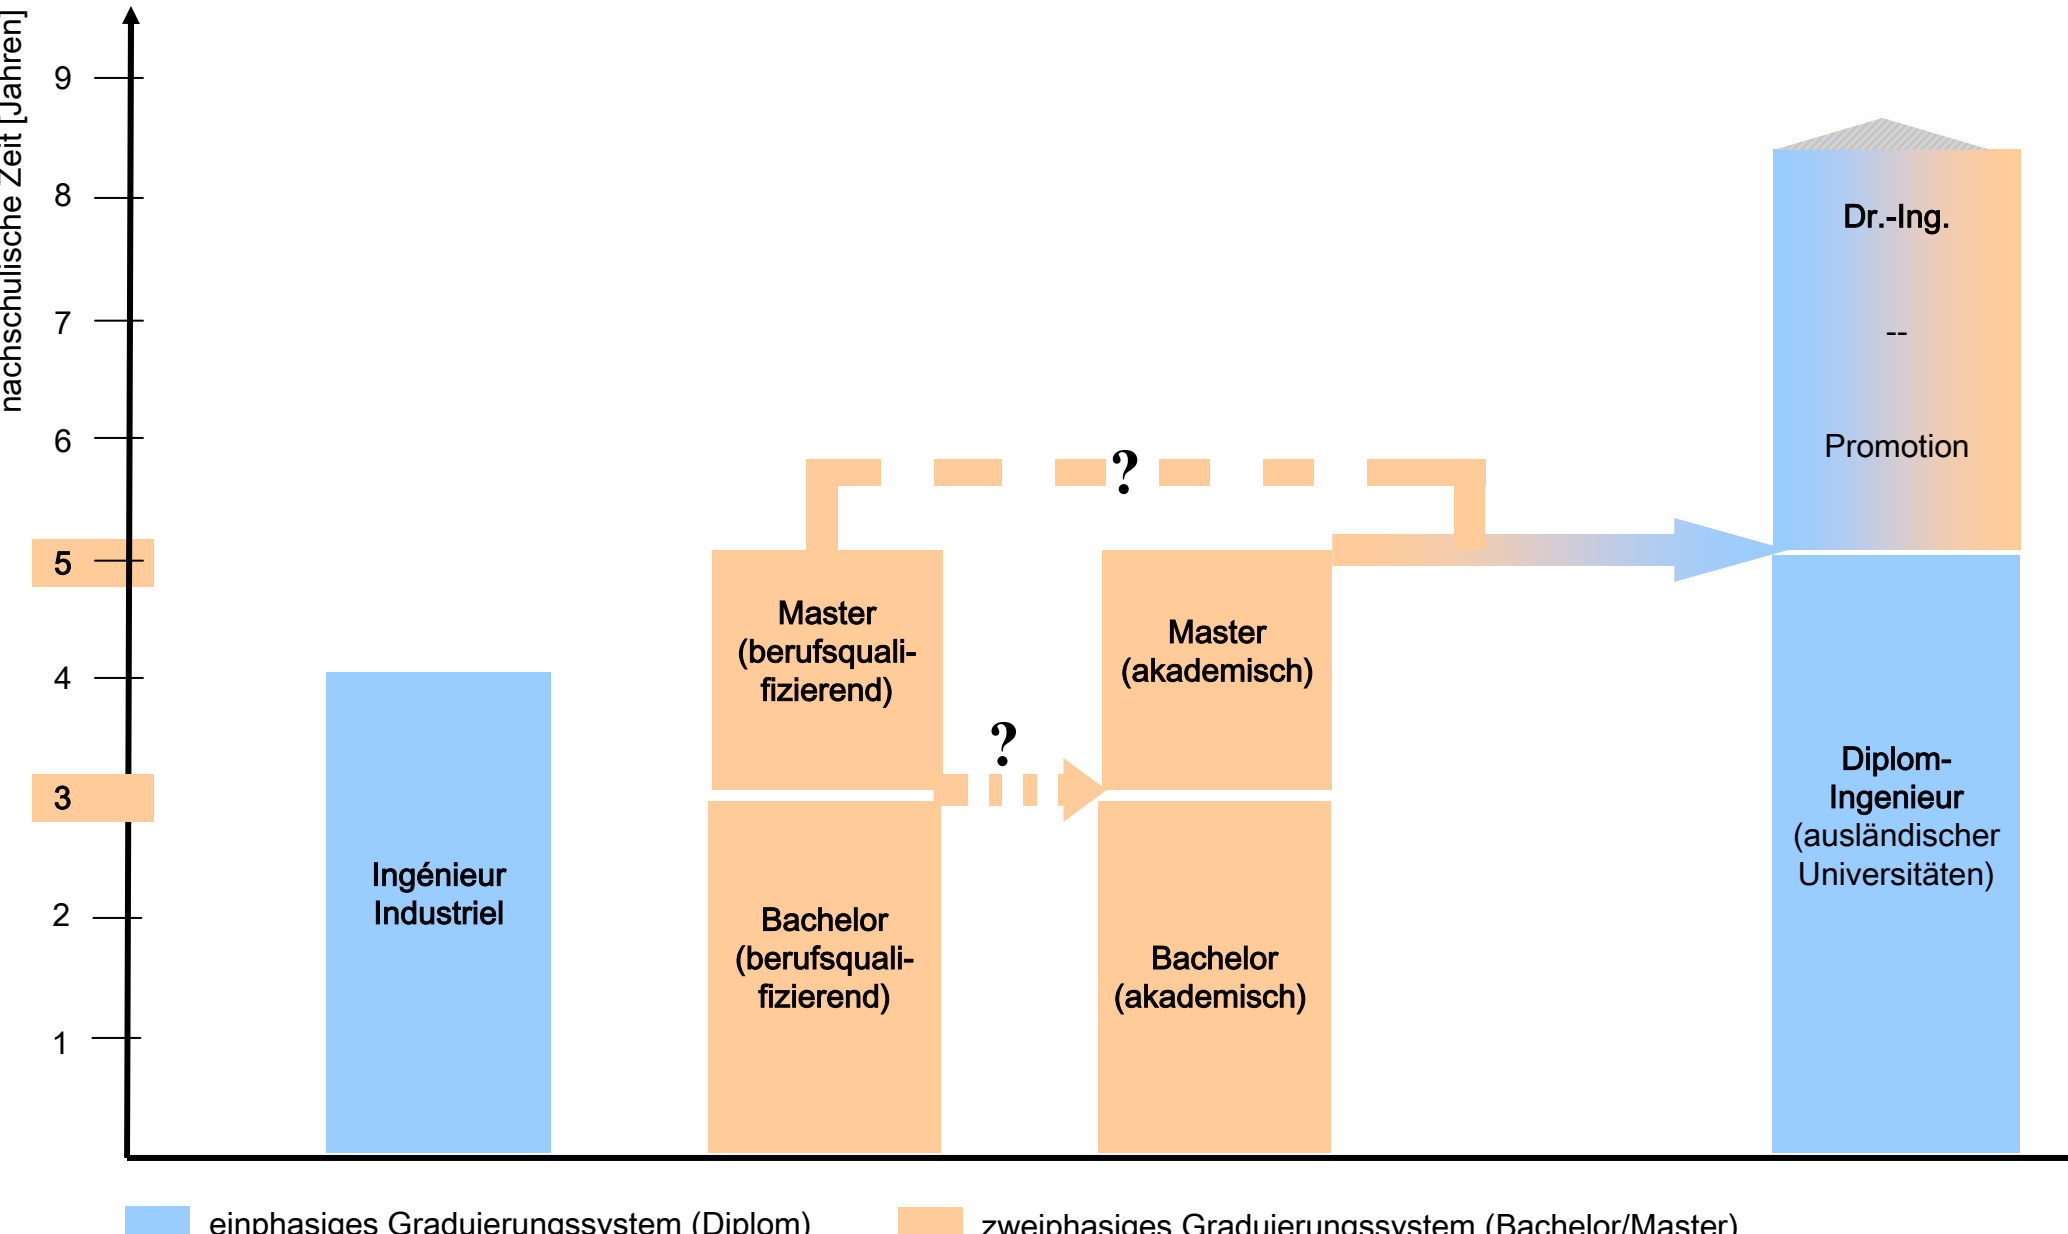 nachschulische Zeit [Jahren]
9
8
7
6
5
4
3
2
1
Ingénieur
Industriel
Master
(berufsquali-
fizierend)
Bachelor
(berufsquali-
fizierend)
?
?
Master
(akademisch)
Bachelor
(akademisch)
Dr.-Ing.
--
Promotion
Diplom-
Ingenieur
(ausländischer
Universitäten)
einphasiges Graduierungssystem (Diplom)
zweiphasiges Graduierungssystem (Bachelor/Master)